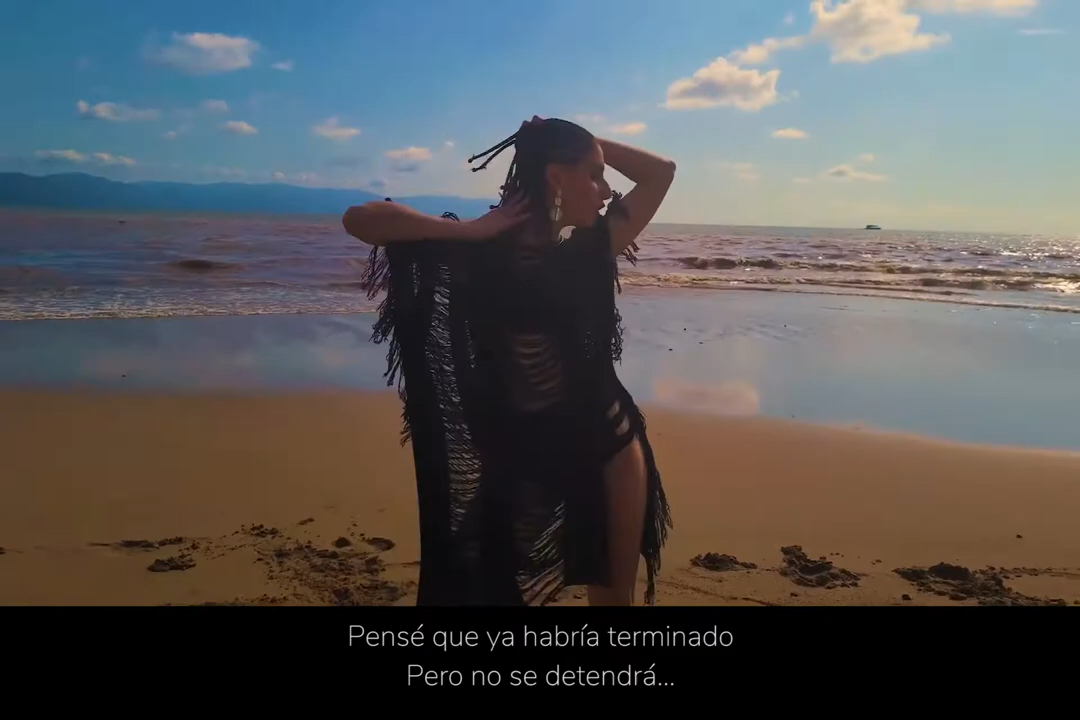 Pensé que ya habría terminado
Pero no se detendrá...